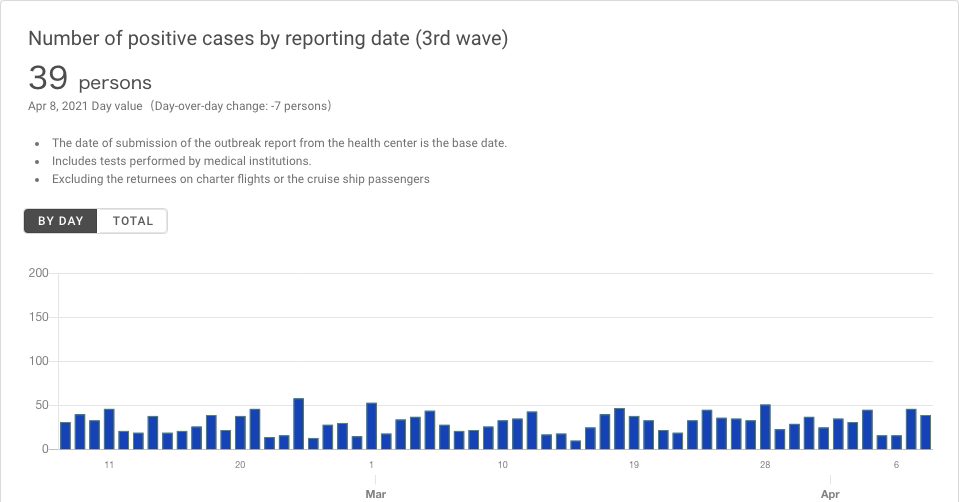 Number of positive cases by reporting date (3rd wave)
39 persons
Apr 8, 2021 Day value（Day-over-day change: -7 persons）
• The date of submission of the outbreak report from the health center is the base date.
• Includes tests performed by medical institutions.
• Excluding the returnees on charter flights or the cruise ship passengers
BY DAY TOTAL
200
150
100
50
0
11 20 1 10 19 28 6
Mar Apr